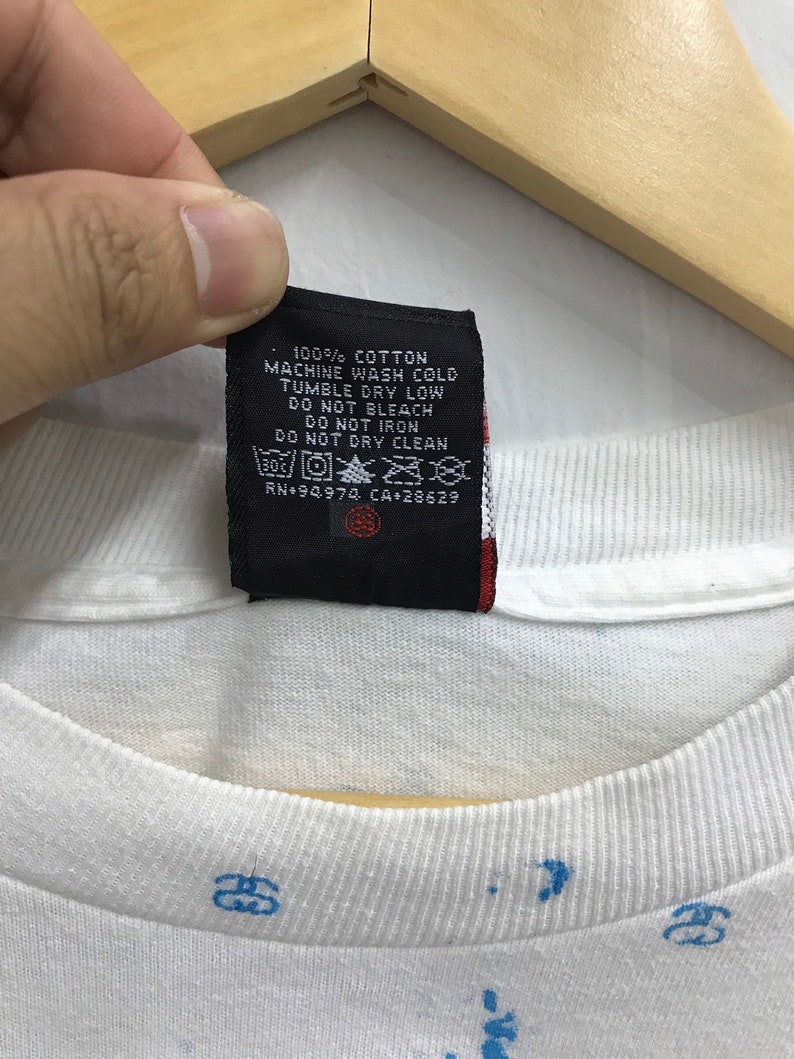 100% COTTON
MACHINE WASH COLD
TUMBLE DRY LOW
DO NOT BLEACH
DO NOT IRON
DO NOT DRY CLEAN
30c
RN+94974 CA+28629